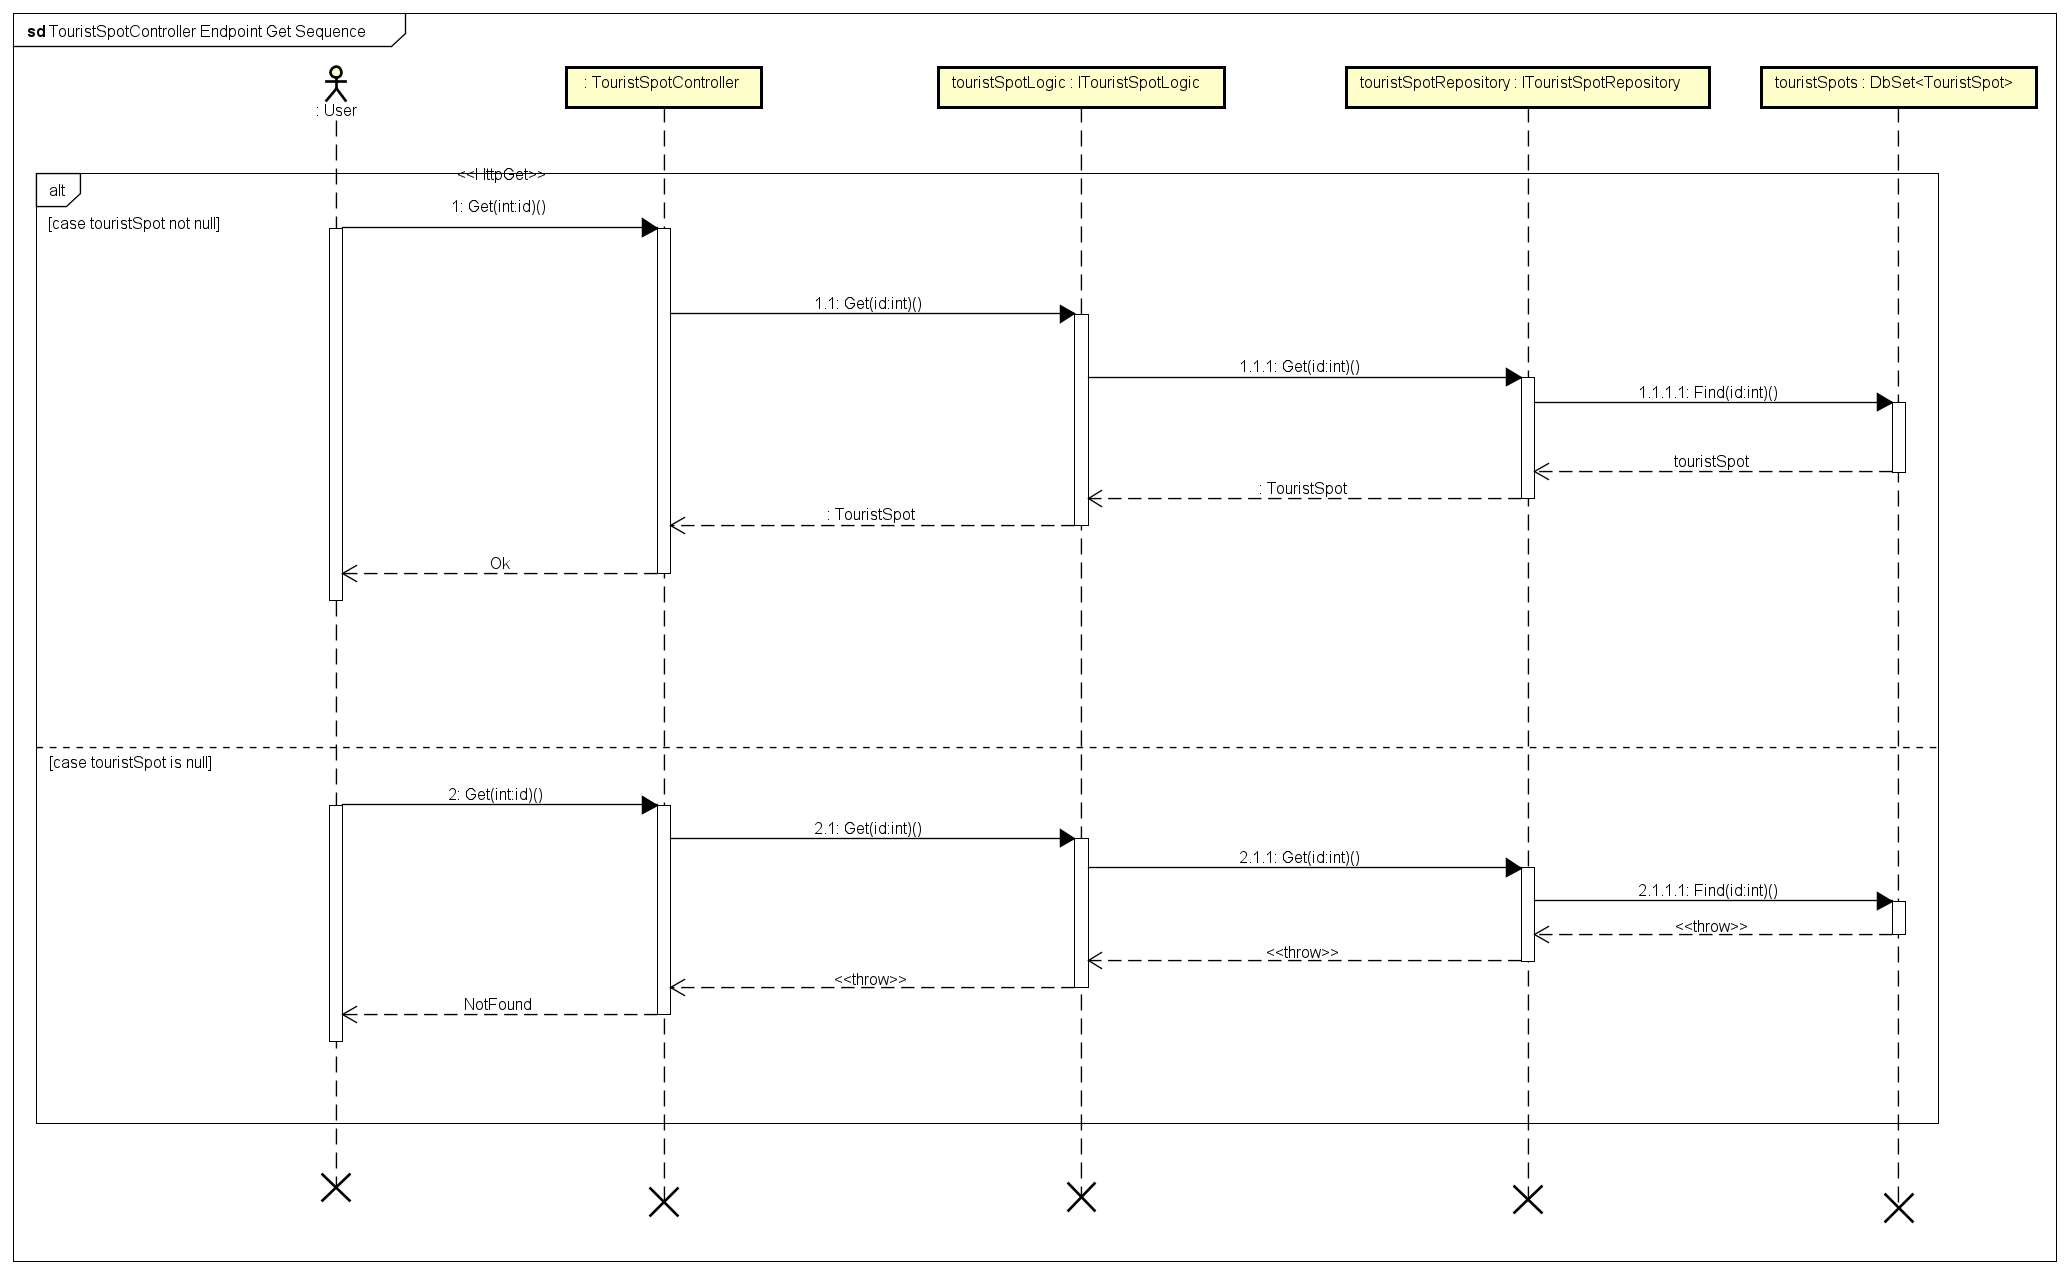 sd TouristSpotController Endpoint Get Sequence
: User
: TouristSpotController
touristSpotLogic : ITouristSpotLogic
touristSpotRepository : ITouristSpotRepository
touristSpots : DbSet<TouristSpot>
alt
<<HttpGet>>
[case touristSpot not null]
1: Get(int:id)()
1.1: Get(id:int)()
1.1.1: Get(id:int)()
1.1.1.1: Find(id:int)()
touristSpot
: TouristSpot
: TouristSpot
Ok
[case touristSpot is null]
2: Get(int:id)()
2.1: Get(id:int)()
2.1.1: Get(id:int)()
2.1.1.1: Find(id:int)()
<<throw>>
<<throw>>
<<throw>>
NotFound